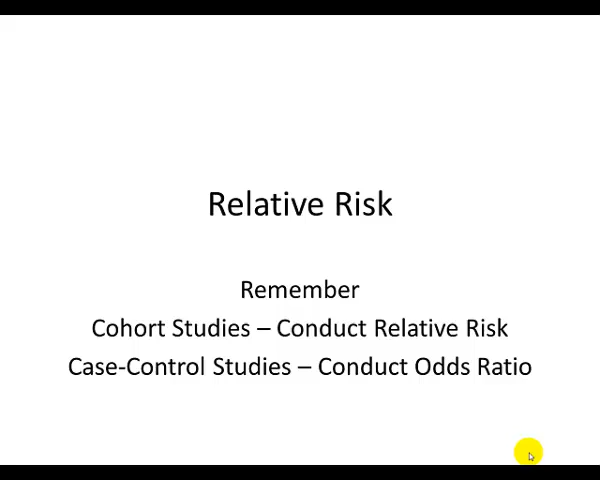 Relative Risk
Remember
Cohort Studies – Conduct Relative Risk
Case-Control Studies – Conduct Odds Ratio